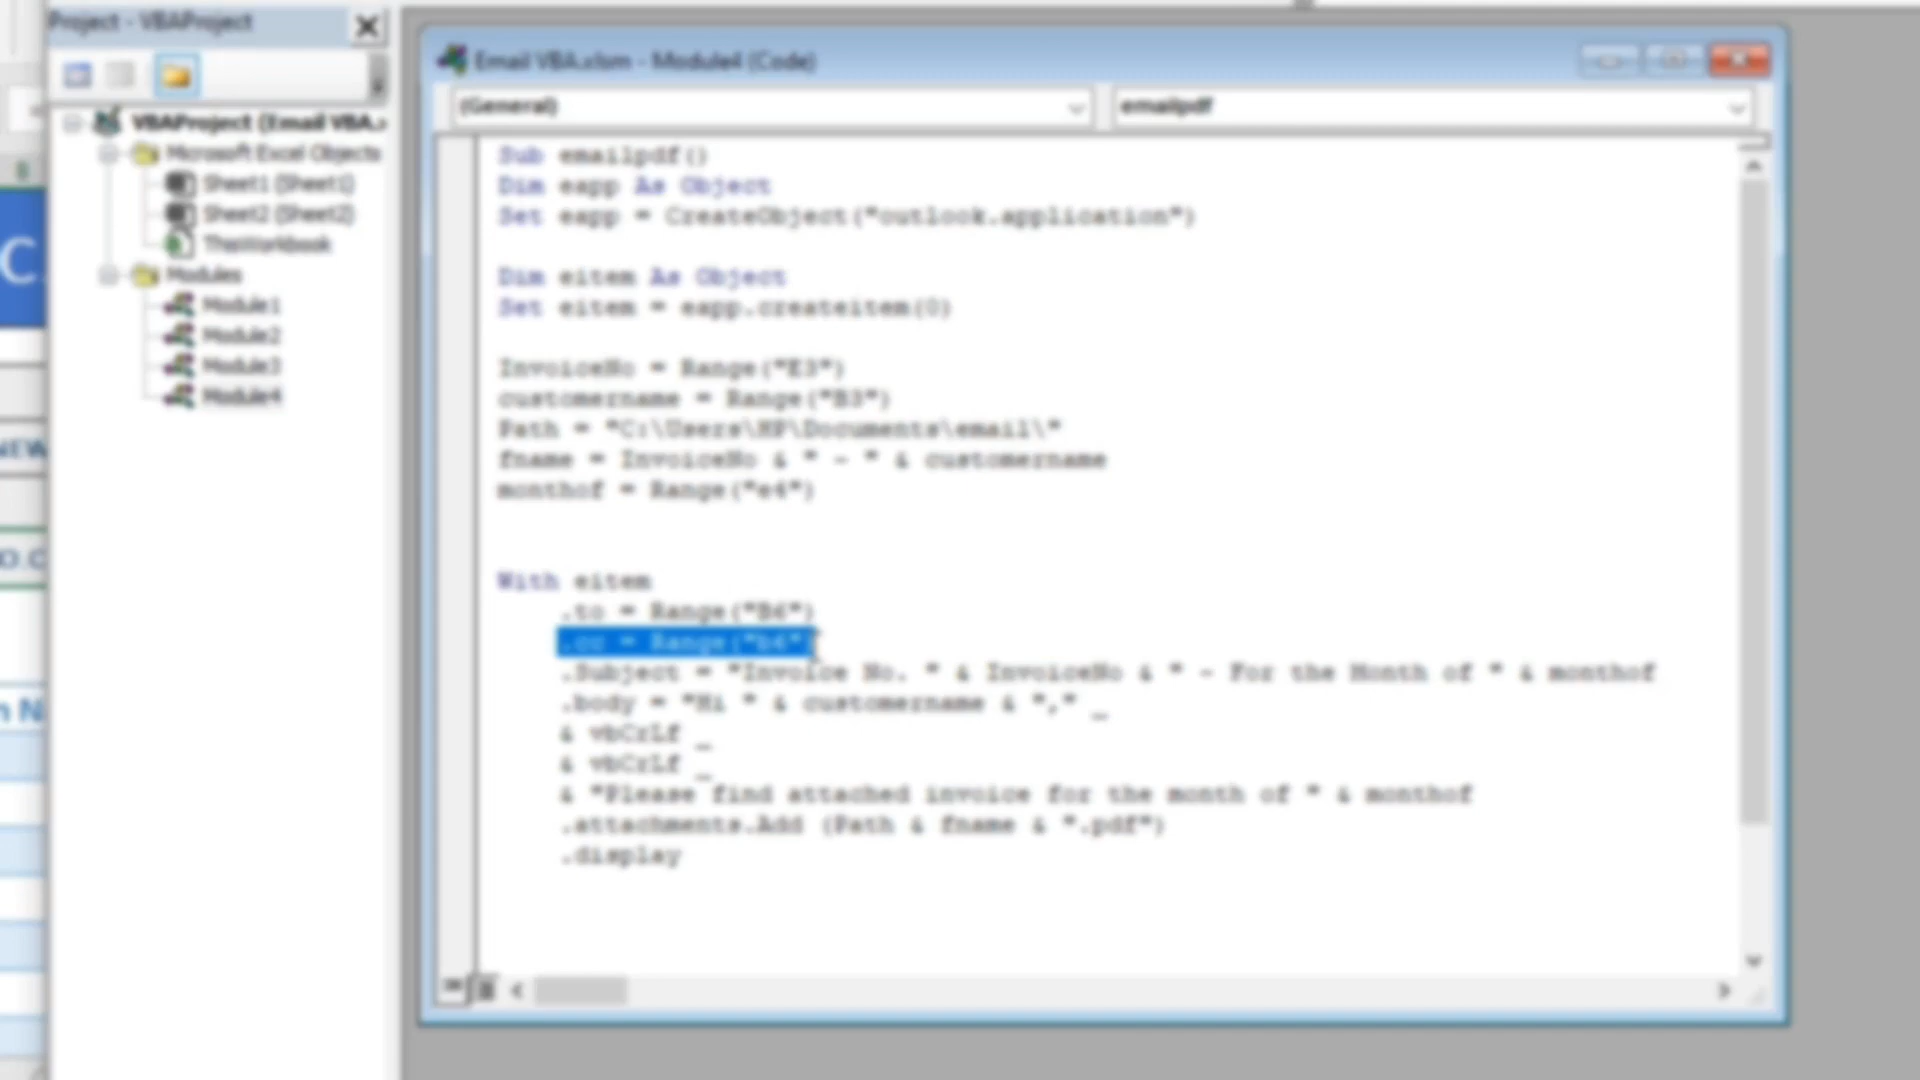 Project - VBAProject
VBAProject (Email VBA.
Microsoft Excel Objects
Sheet1 (Sheet1)
Sheet2 (Sheet2)
ThisWorkbook
Modules
Module1
Module2
Module3
Module4
Email VBA.xlsm - Module4 (Code)
(General)
emailpdf
Sub emailpdf()
Dim eapp As Object
Set eapp = CreateObject("outlook.application")
Dim eitem As Object
Set eitem = eapp.createitem(0)
InvoiceNo = Range("E3")
customername = Range("B3")
Path = "C:\Users\HP\Documents\email\"
fname = InvoiceNo & " - " & customername
monthof = Range("e4")
With eitem
.to = Range("B6")
.cc = Range("b6")
.Subject = "Invoice No. " & InvoiceNo & " - For the Month of " & monthof
.body = "Hi " & customername & "," _
& vbCrLf _
& vbCrLf _
& "Please find attached invoice for the month of " & monthof
.attachments.Add (Path & fname & ".pdf")
.display
C.
NEW
O.C
n N